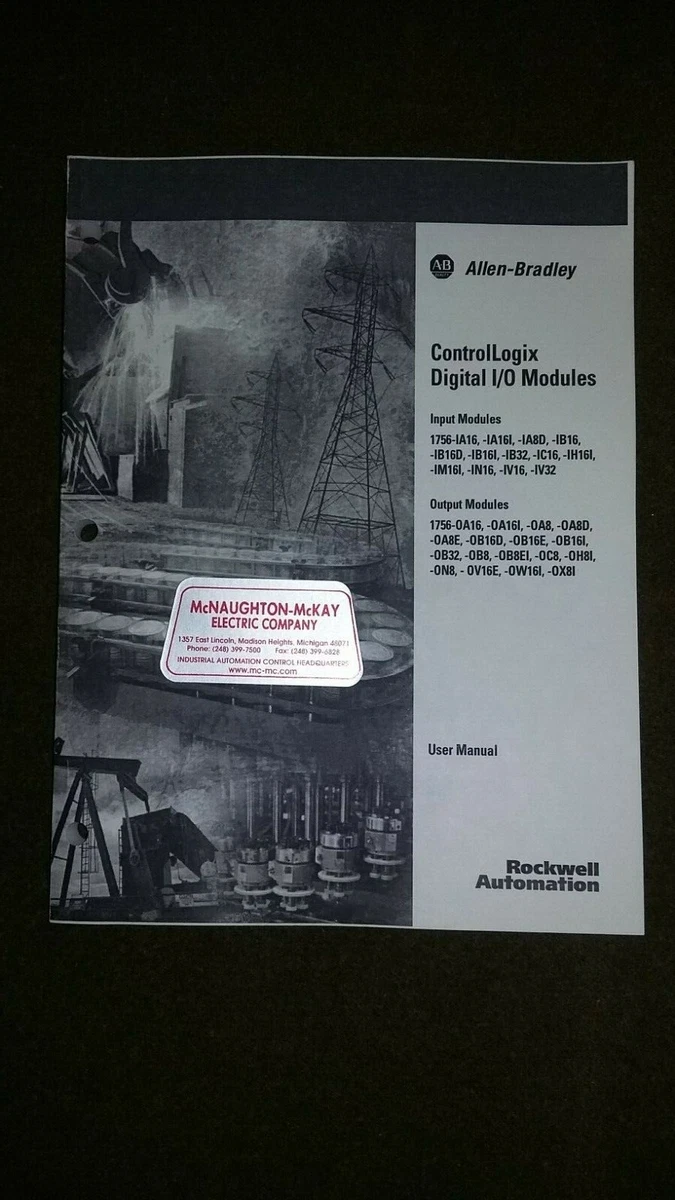 AB
Allen-Bradley
ControlLogix
Digital I/O Modules
Input Modules
1756-IA16, -IA16I, -IA8D, -IB16,
-IB16D, -IB16I, -IB32, -IC16, -IH16I,
-IM16I, -IN16, -IV16, -IV32
Output Modules
1756-OA16, -OA16I, -OA8, -OA8D,
-OA8E, -OB16D, -OB16E, -OB16I,
-OB32, -OB8, -OB8EI, -OC8, -OH8I,
-ON8, - OV16E, -OW16I, -OX8I
McNAUGHTON-McKAY
ELECTRIC COMPANY
1357 East Lincoln, Madison Heights, Michigan 48071
Phone: (248) 399-7500 Fax: (248) 399-6828
INDUSTRIAL AUTOMATION CONTROL HEADQUARTERS
www.mc-mc.com
User Manual
Rockwell
Automation